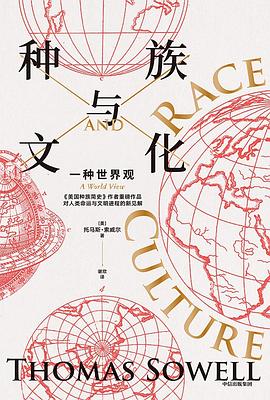 种族
与
AND
文化
RACE
CULTURE
一种世界观
A World View
《美国种族简史》作者重磅作品
对人类命运与文明进程的新见解
[美]
托马斯·索威尔
著
译
THOMAS SOWELL
中信出版集团